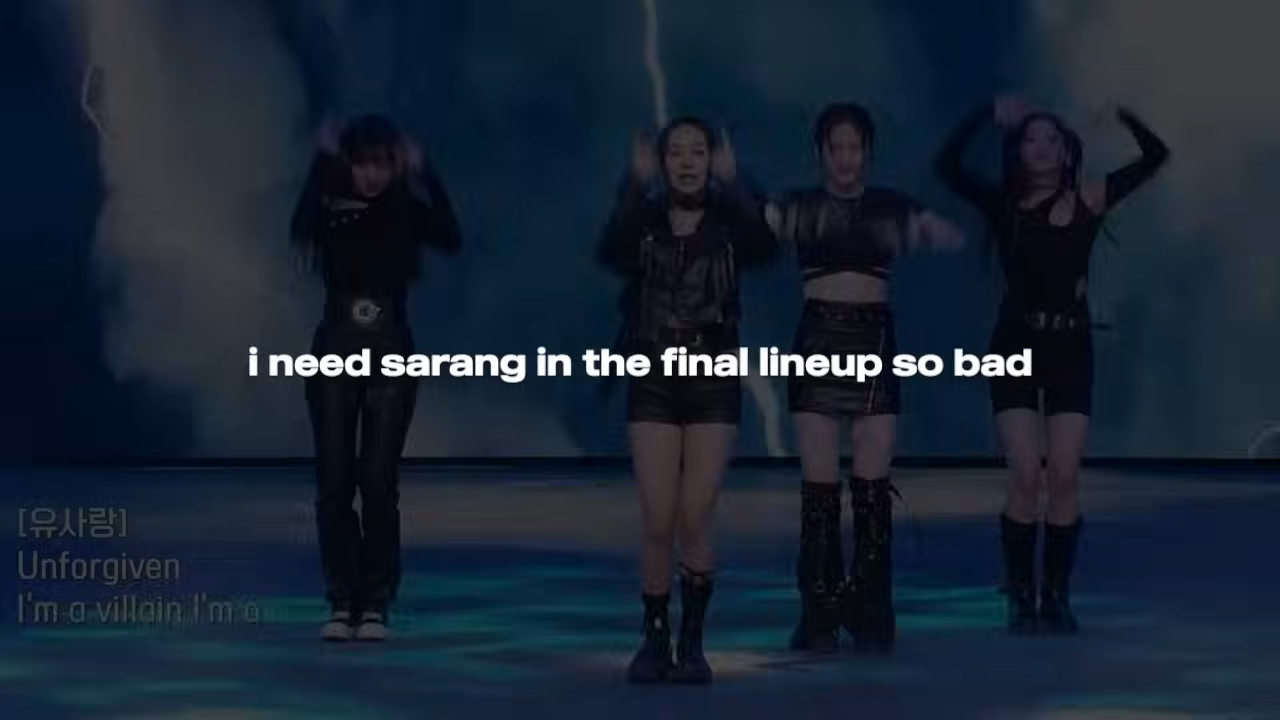 i need sarang in the final lineup so bad
[유사랑]
Unforgiven
I'm a villain I'm a